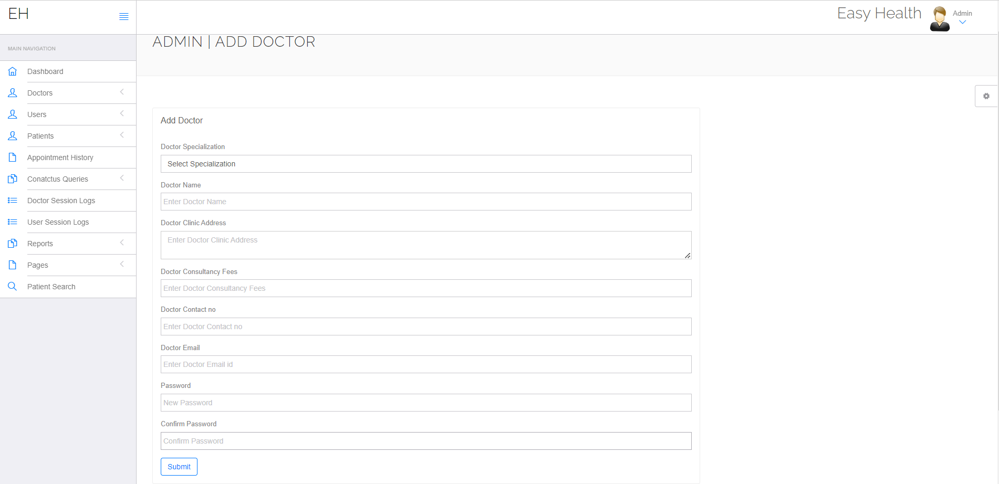 EH
Easy Health
Admin
ADMIN | ADD DOCTOR
MAIN NAVIGATION
Dashboard
Doctors
Users
Patients
Appointment History
Conatctus Queries
Doctor Session Logs
User Session Logs
Reports
Pages
Patient Search
Add Doctor
Doctor Specialization
Select Specialization
Doctor Name
Enter Doctor Name
Doctor Clinic Address
Enter Doctor Clinic Address
Doctor Consultancy Fees
Enter Doctor Consultancy Fees
Doctor Contact no
Enter Doctor Contact no
Doctor Email
Enter Doctor Email id
Password
New Password
Confirm Password
Confirm Password
Submit